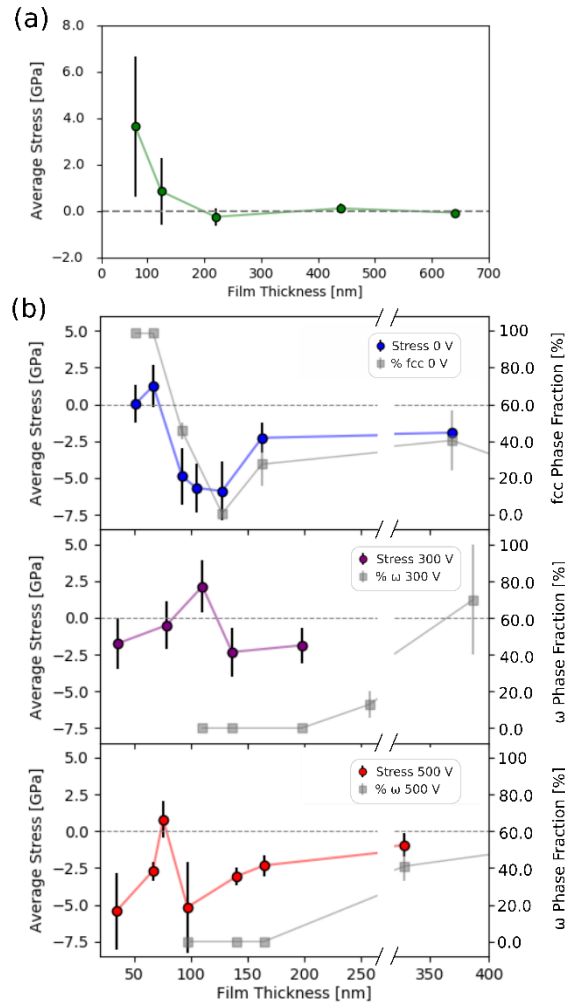 (a)
8.0
6.0
4.0
2.0
0.0
−2.0
Average Stress [GPa]
0 100 200 300 400 500 600 700
Film Thickness [nm]
(b)
5.0
2.5
0.0
−2.5
−5.0
−7.5
Average Stress [GPa]
Stress 0 V
% fcc 0 V
100
80.0
60.0
40.0
20.0
0.0
fcc Phase Fraction [%]
5.0
2.5
0.0
−2.5
−5.0
−7.5
Average Stress [GPa]
Stress 300 V
% ω 300 V
100
80.0
60.0
40.0
20.0
0.0
ω Phase Fraction [%]
5.0
2.5
0.0
−2.5
−5.0
−7.5
Average Stress [GPa]
Stress 500 V
% ω 500 V
100
80.0
60.0
40.0
20.0
0.0
ω Phase Fraction [%]
50 100 150 200 250 350 400
Film Thickness [nm]